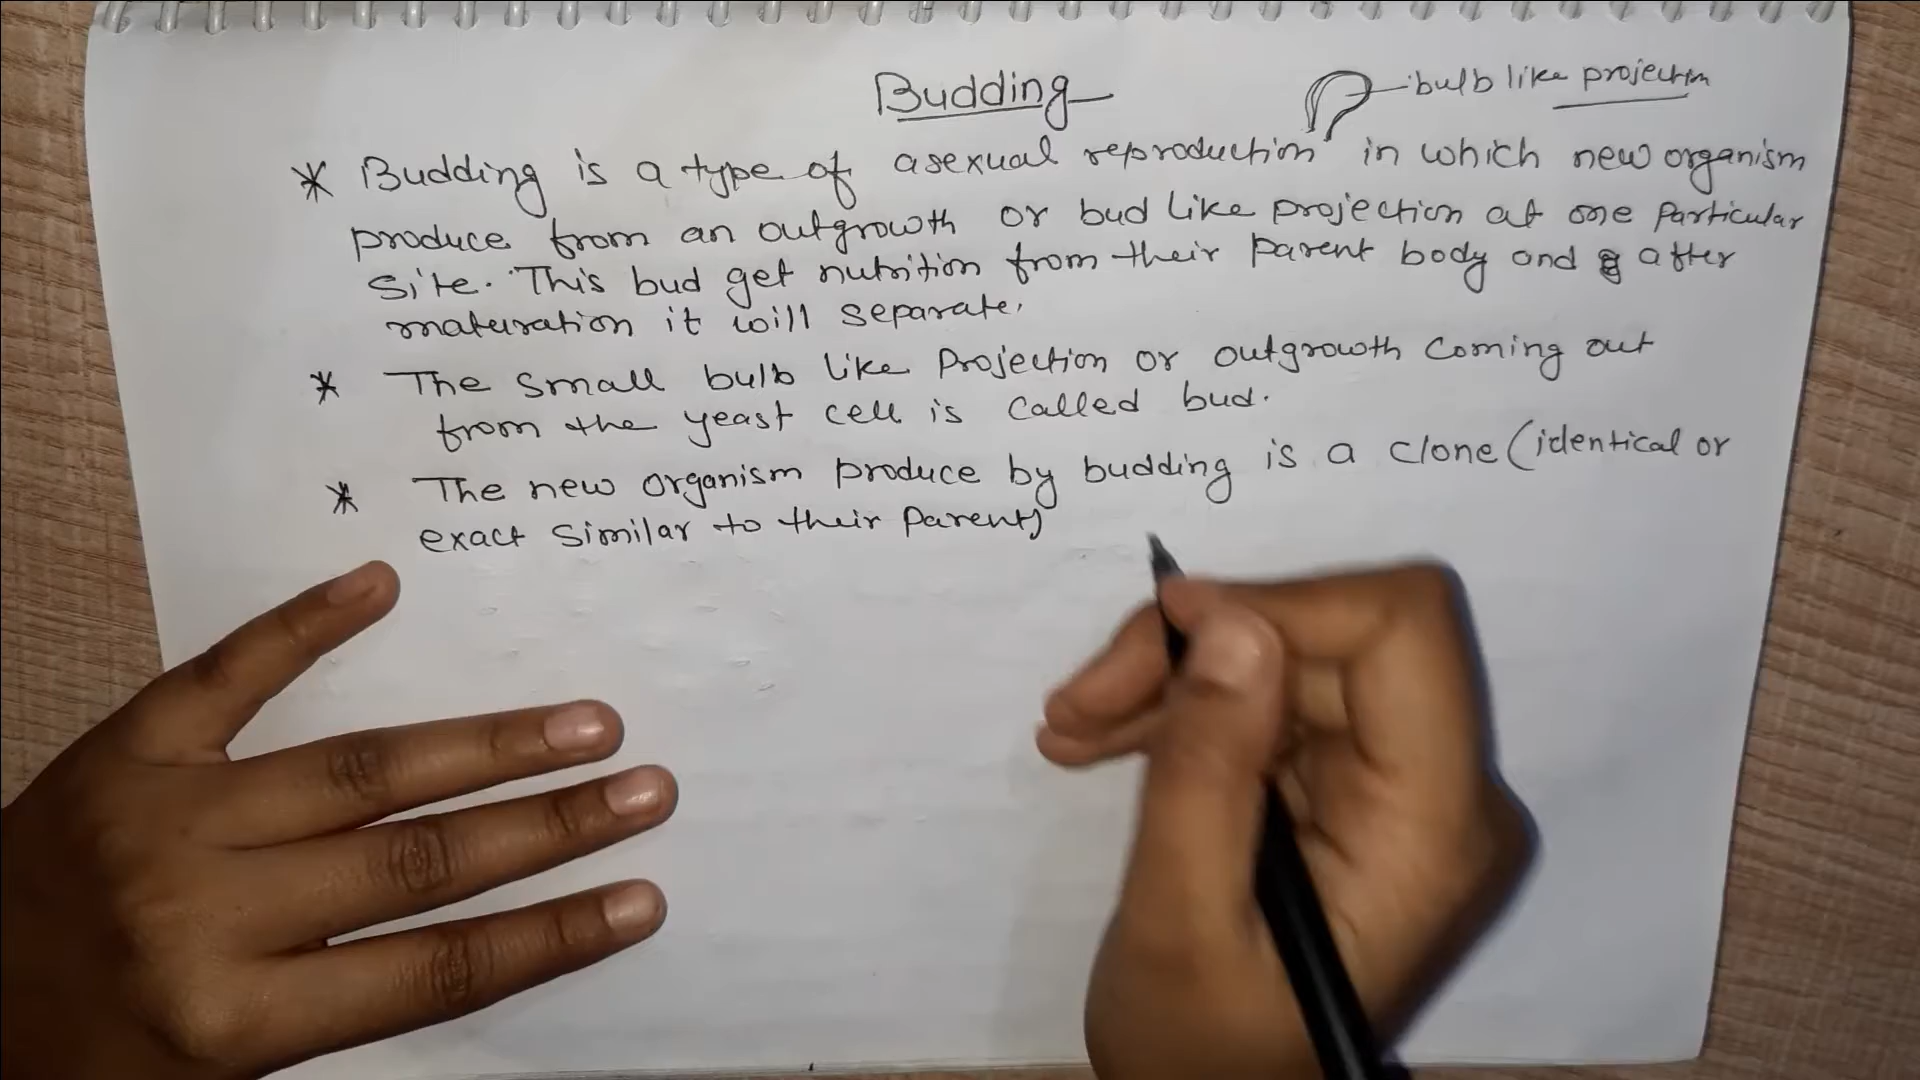 Budding
bulb like projection
* Budding is a type of asexual reproduction in which new organism
produce from an outgrowth or bud like projection at one particular
site. This bud get nutrition from their parent body and after
maturation it will separate.
* The small bulb like Projection or outgrowth coming out
from the yeast cell is called bud.
* The new organism produce by budding is a clone (identical or
exact similar to their parent)